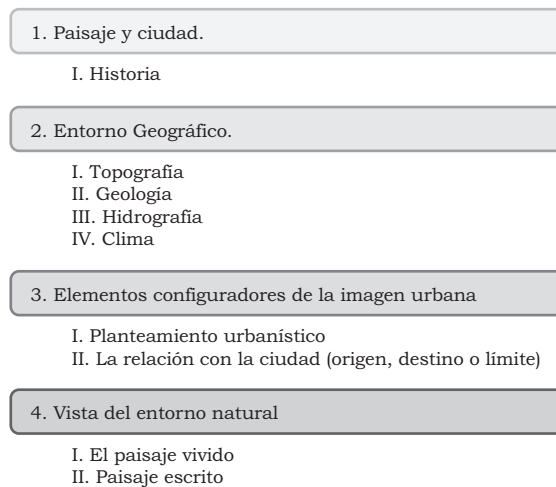 1. Paisaje y ciudad.
I. Historia
2. Entorno Geográfico.
I. Topografía
II. Geología
III. Hidrografía
IV. Clima
3. Elementos configuradores de la imagen urbana
I. Planteamiento urbanístico
II. La relación con la ciudad (origen, destino o límite)
4. Vista del entorno natural
I. El paisaje vivido
II. Paisaje escrito